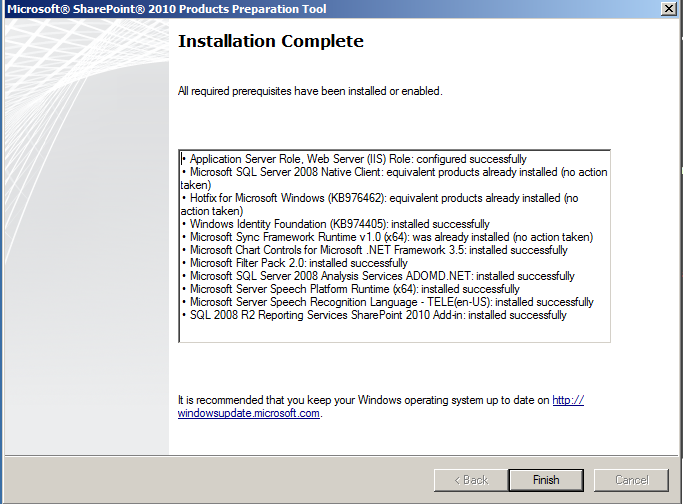 Microsoft® SharePoint® 2010 Products Preparation Tool
Installation Complete
All required prerequisites have been installed or enabled.
• Application Server Role, Web Server (IIS) Role: configured successfully
• Microsoft SQL Server 2008 Native Client: equivalent products already installed (no action
taken)
• Hotfix for Microsoft Windows (KB976462): equivalent products already installed (no
action taken)
• Windows Identity Foundation (KB974405): installed successfully
• Microsoft Sync Framework Runtime v1.0 (x64): was already installed (no action taken)
• Microsoft Chart Controls for Microsoft .NET Framework 3.5: installed successfully
• Microsoft Filter Pack 2.0: installed successfully
• Microsoft SQL Server 2008 Analysis Services ADOMD.NET: installed successfully
• Microsoft Server Speech Platform Runtime (x64): installed successfully
• Microsoft Server Speech Recognition Language - TELE(en-US): installed successfully
• SQL 2008 R2 Reporting Services SharePoint 2010 Add-in: installed successfully
It is recommended that you keep your Windows operating system up to date on http://
windowsupdate.microsoft.com.
< Back
Finish
Cancel